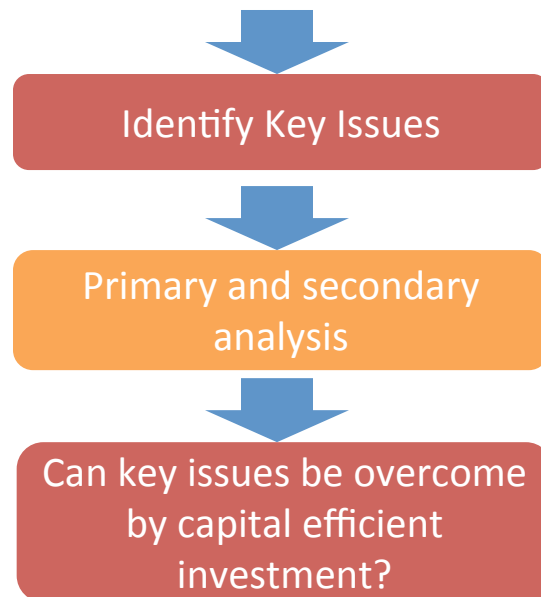 Identify Key Issues
Primary and secondary
analysis
Can key issues be overcome
by capital efficient
investment?